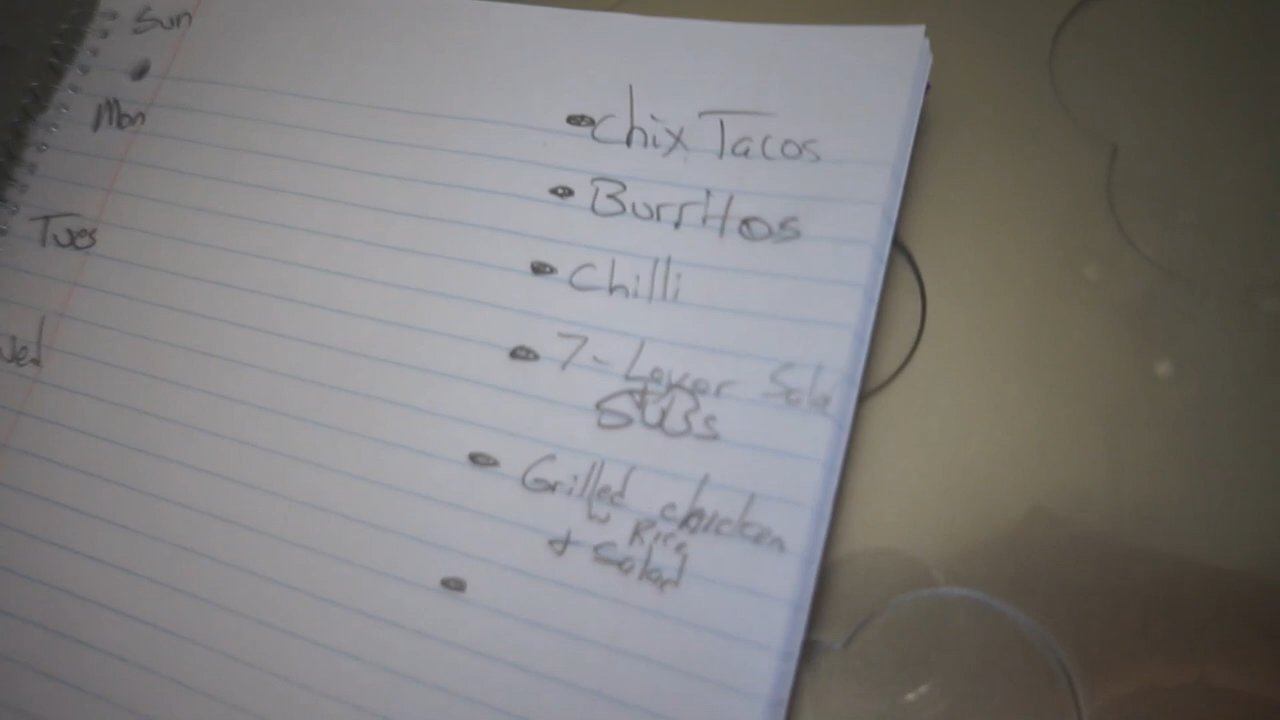 Sun
Mon
Tues
Wed
Chix Tacos
Burritos
Chilli
7-Layer Sala
SUBs
Grilled chicken
w Rice
+ Salad